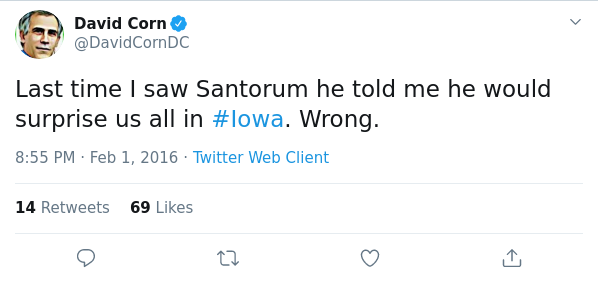 David Corn
@DavidCornDC
Last time I saw Santorum he told me he would
surprise us all in #Iowa. Wrong.
8:55 PM · Feb 1, 2016 · Twitter Web Client
14 Retweets 69 Likes